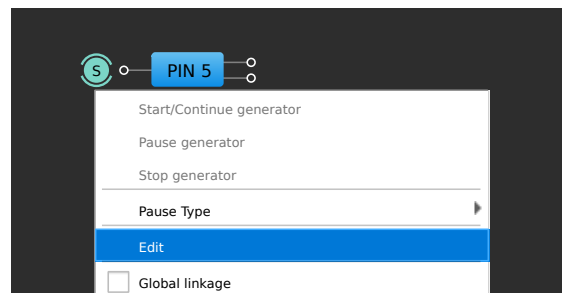 S
PIN 5
Start/Continue generator
Pause generator
Stop generator
Pause Type
Edit
Global linkage